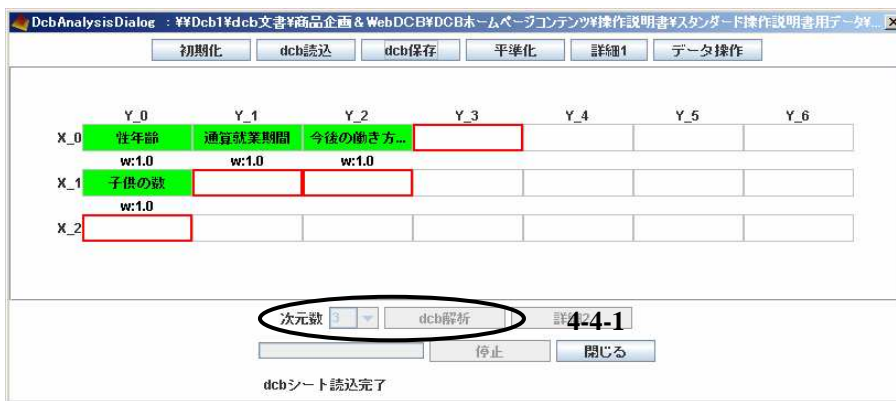 DcbAnalysisDialog : ¥¥Dcb1¥dcb文書¥商品企画&WebDCB¥DCBホームページコンテンツ¥操作説明書¥スタンダード操作説明書用データ¥...
初期化 dcb読込 dcb保存 平準化 詳細1 データ操作
Y_0 Y_1 Y_2 Y_3 Y_4 Y_5 Y_6
X_0 性年齢 通算就業期間 今後の働き方...
w:1.0 w:1.0 w:1.0
X_1 子供の数
w:1.0
X_2
次元数 3 dcb解析 詳細2 4-4-1
停止 閉じる
dcbシート読込完了